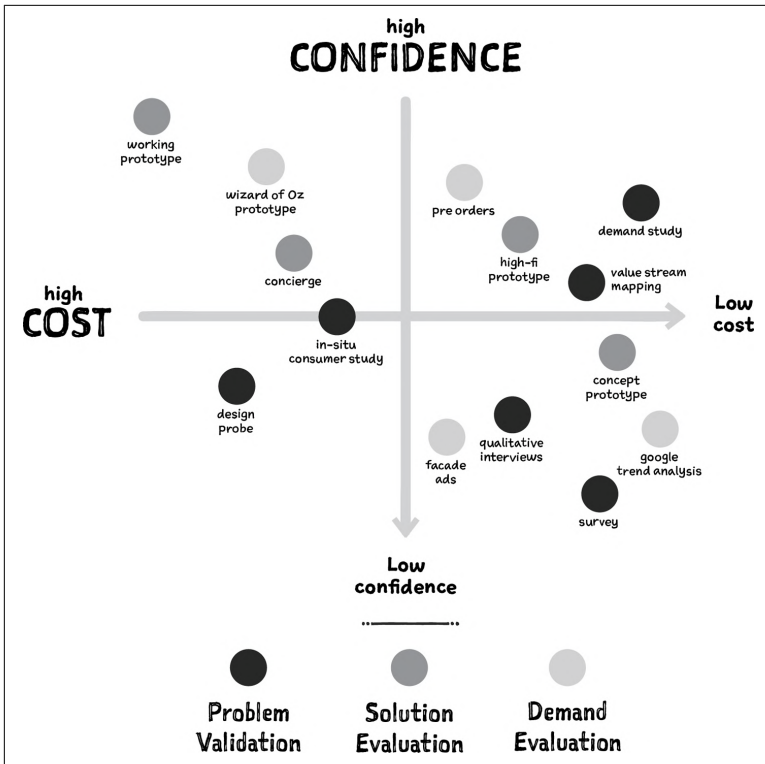 high
CONFIDENCE
working
prototype
wizard of Oz
prototype
pre orders
demand study
high-fi
prototype
concierge
value stream
mapping
high
COST
Low
cost
in-situ
consumer study
concept
prototype
design
probe
qualitative
interviews
facade
ads
google
trend analysis
survey
Low
confidence
Problem
Validation
Solution
Evaluation
Demand
Evaluation